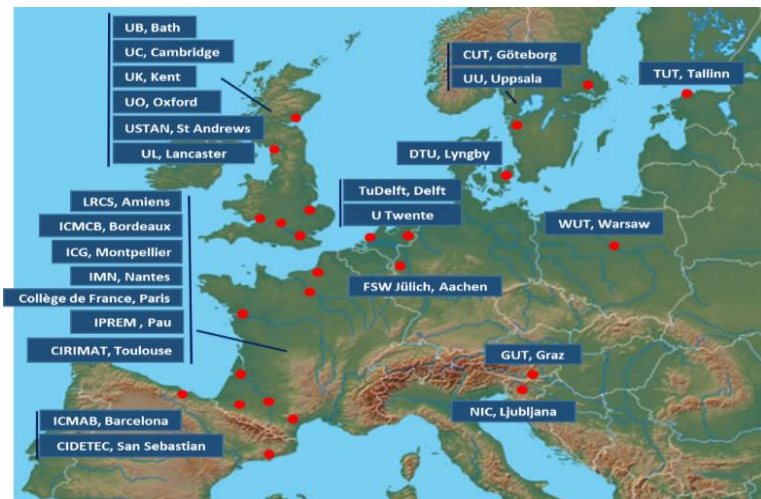 UB, Bath
UC, Cambridge
UK, Kent
UO, Oxford
USTAN, St Andrews
UL, Lancaster
CUT, Göteborg
UU, Uppsala
TUT, Tallinn
DTU, Lyngby
TuDelft, Delft
U Twente
WUT, Warsaw
FSW Jülich, Aachen
LRCS, Amiens
ICMCB, Bordeaux
ICG, Montpellier
IMN, Nantes
Collège de France, Paris
IPREM , Pau
CIRIMAT, Toulouse
GUT, Graz
NIC, Ljubljana
ICMAB, Barcelona
CIDETEC, San Sebastian